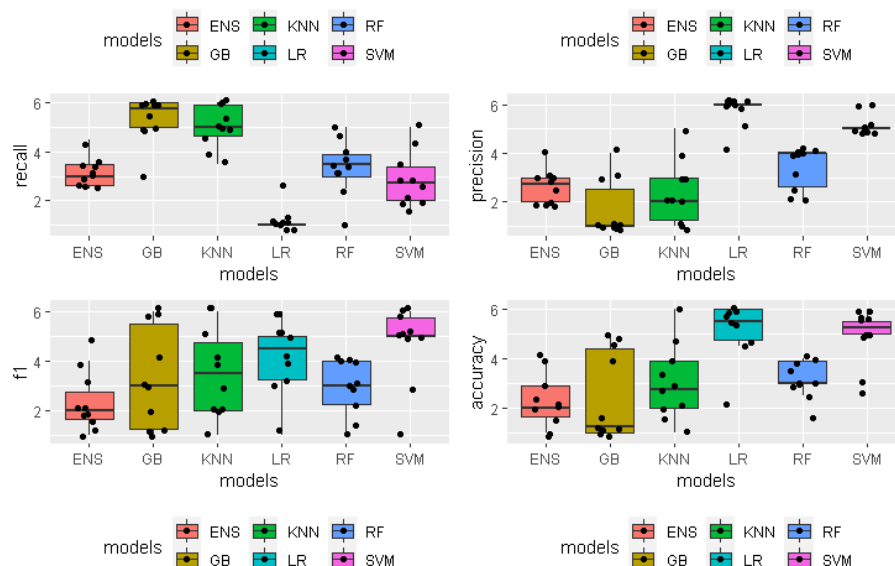 models ENS KNN RF
GB LR SVM
models ENS KNN RF
GB LR SVM
recall
6
4
2
ENS GB KNN LR RF SVM
models
precision
6
4
2
ENS GB KNN LR RF SVM
models
f1
6
4
2
ENS GB KNN LR RF SVM
models
accuracy
6
4
2
ENS GB KNN LR RF SVM
models
models ENS KNN RF
GB LR SVM
models ENS KNN RF
GB LR SVM